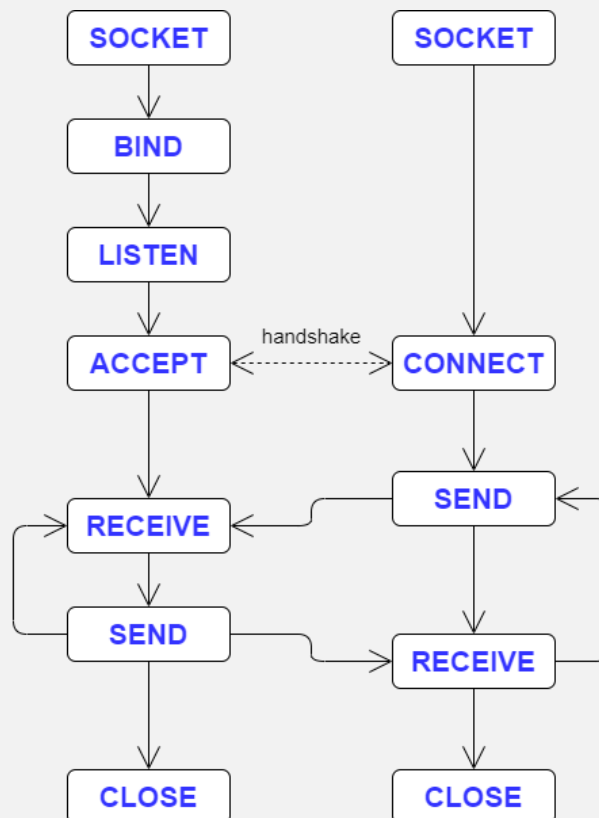 SOCKET
SOCKET
BIND
LISTEN
handshake
ACCEPT
CONNECT
SEND
RECEIVE
SEND
RECEIVE
CLOSE
CLOSE